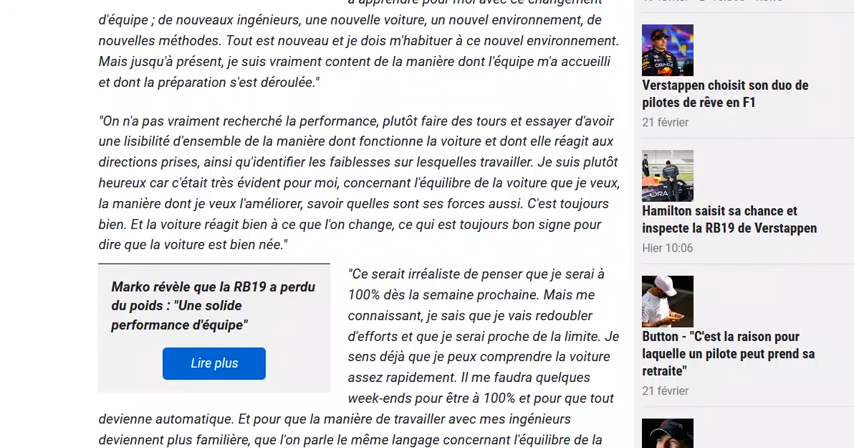 à apprendre pour moi avec ce changement
d'équipe ; de nouveaux ingénieurs, une nouvelle voiture, un nouvel environnement, de
nouvelles méthodes. Tout est nouveau et je dois m'habituer à ce nouvel environnement.
Mais jusqu'à présent, je suis vraiment content de la manière dont l'équipe m'a accueilli
et dont la préparation s'est déroulée."
"On n'a pas vraiment recherché la performance, plutôt faire des tours et essayer d'avoir
une lisibilité d'ensemble de la manière dont fonctionne la voiture et dont elle réagit aux
directions prises, ainsi qu'identifier les faiblesses sur lesquelles travailler. Je suis plutôt
heureux car c'était très évident pour moi, concernant l'équilibre de la voiture que je veux,
la manière dont je veux l'améliorer, savoir quelles sont ses forces aussi. C'est toujours
bien. Et la voiture réagit bien à ce que l'on change, ce qui est toujours bon signe pour
dire que la voiture est bien née."
Marko révèle que la RB19 a perdu
du poids : "Une solide
performance d'équipe"
Lire plus
"Ce serait irréaliste de penser que je serai à
100% dès la semaine prochaine. Mais me
connaissant, je sais que je vais redoubler
d'efforts et que je serai proche de la limite. Je
sens déjà que je peux comprendre la voiture
assez rapidement. Il me faudra quelques
week-ends pour être à 100% et pour que tout
devienne automatique. Et pour que la manière de travailler avec mes ingénieurs
deviennent plus familière, que l'on parle le même langage concernant l'équilibre de la
Verstappen choisit son duo de
pilotes de rêve en F1
21 février
Hamilton saisit sa chance et
inspecte la RB19 de Verstappen
Hier 10:06
Button - "C'est la raison pour
laquelle un pilote peut prend sa
retraite"
21 février